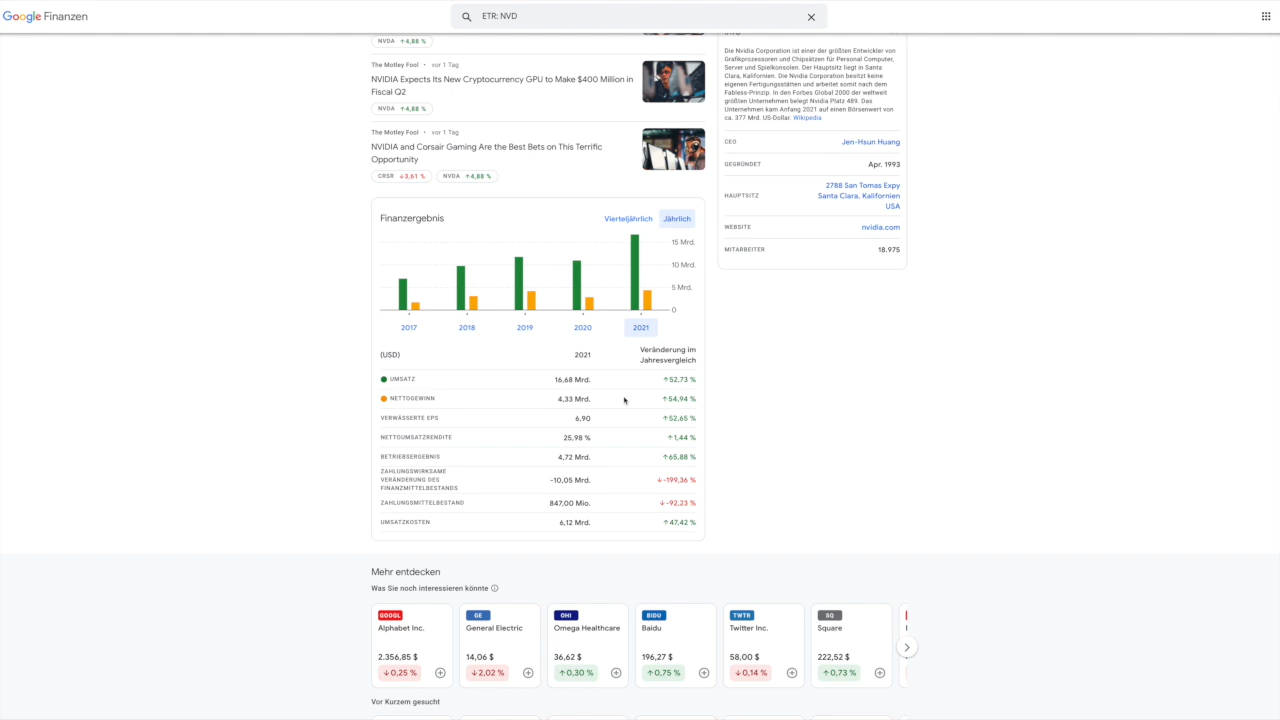 Google Finanzen
ETR: NVD
NVDA ↑4,88 %
The Motley Fool • vor 1 Tag
NVIDIA Expects Its New Cryptocurrency GPU to Make $400 Million in
Fiscal Q2
NVDA ↑4,88 %
The Motley Fool • vor 1 Tag
NVIDIA and Corsair Gaming Are the Best Bets on This Terrific
Opportunity
CRSR ↓3,61 % NVDA ↑4,88 %
Die Nvidia Corporation ist einer der größten Entwickler von
Grafikprozessoren und Chipsätzen für Personal Computer,
Server und Spielkonsolen. Der Hauptsitz liegt in Santa
Clara, Kalifornien. Die Nvidia Corporation besitzt keine
eigenen Fertigungsstätten und arbeitet somit nach dem
Fabless-Prinzip. In den Forbes Global 2000 der weltweit
größten Unternehmen belegt Nvidia Platz 489. Das
Unternehmen kam Anfang 2021 auf einen Börsenwert von
ca. 377 Mrd. US-Dollar. Wikipedia
CEO Jen-Hsun Huang
GEGRÜNDET Apr. 1993
HAUPTSITZ 2788 San Tomas Expy
Santa Clara, Kalifornien
USA
WEBSITE nvidia.com
MITARBEITER 18.975
Finanzergebnis Vierteljährlich Jährlich
15 Mrd.
10 Mrd.
5 Mrd.
0
2017 2018 2019 2020 2021
(USD) 2021 Veränderung im
Jahresvergleich
UMSATZ 16,68 Mrd. ↑52,73 %
NETTOGEWINN 4,33 Mrd. ↑54,94 %
VERWÄSSERTE EPS 6,90 ↑52,65 %
NETTOUMSATZRENDITE 25,98 % ↑1,44 %
BETRIEBSERGEBNIS 4,72 Mrd. ↑65,88 %
ZAHLUNGSWIRKSAME
VERÄNDERUNG DES
FINANZMITTELBESTANDS -10,05 Mrd. ↓-199,36 %
ZAHLUNGSMITTELBESTAND 847,00 Mio. ↓-92,23 %
UMSATZKOSTEN 6,12 Mrd. ↑47,42 %
Mehr entdecken
Was Sie noch interessieren könnte
GOOGL GE OHI BIDU TWTR SQ
Alphabet Inc. General Electric Omega Healthcare Baidu Twitter Inc. Square
2.356,85 $ 14,06 $ 36,62 $ 196,27 $ 58,00 $ 222,52 $
↓0,25 % ↓2,02 % ↑0,30 % ↑0,75 % ↓0,14 % ↑0,73 %
Vor Kurzem gesucht